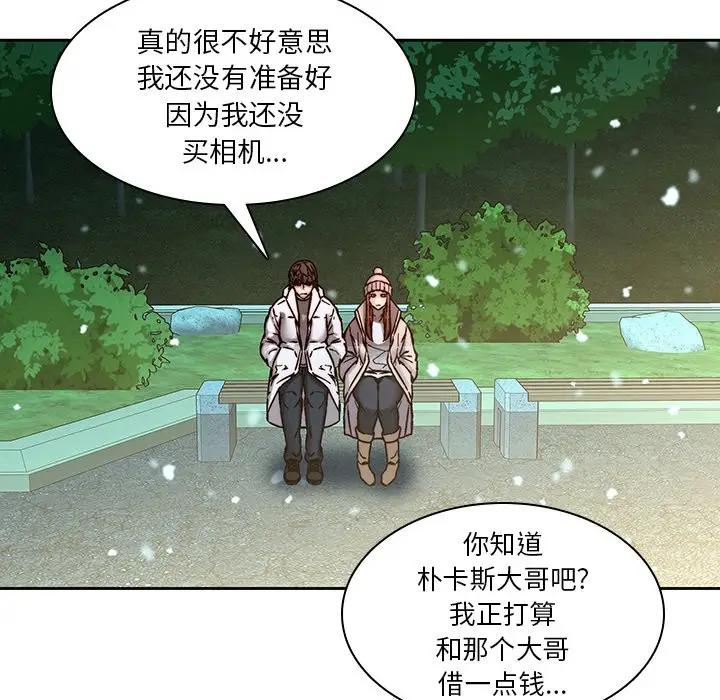 真的很不好意思
我还没有准备好
因为我还没
买相机...
你知道
朴卡斯大哥吧?
我正打算
和那个大哥
借一点钱...